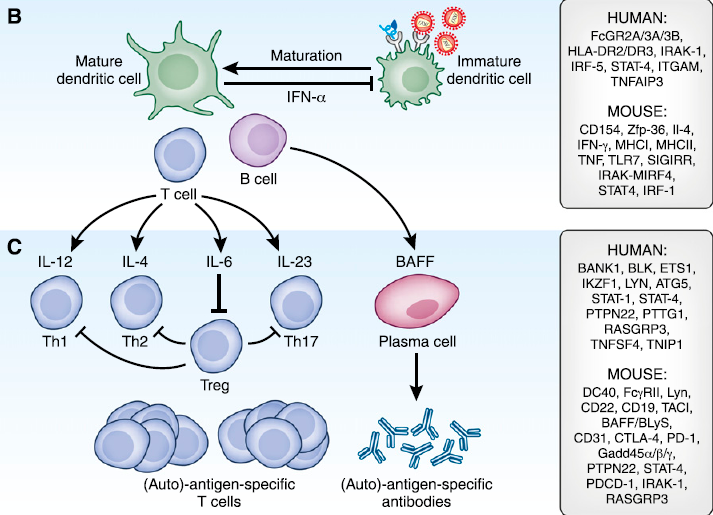 B
Mature
dendritic cell
Maturation
IFN-α
Immature
dendritic cell
T cell
B cell
HUMAN:
FcGR2A/3A/3B,
HLA-DR2/DR3, IRAK-1,
IRF-5, STAT-4, ITGAM,
TNFAIP3
MOUSE:
CD154, Zfp-36, Il-4,
IFN-γ, MHCI, MHCII,
TNF, TLR7, SIGIRR,
IRAK-MIRF4,
STAT4, IRF-1
C
IL-12
IL-4
IL-6
IL-23
BAFF
Th1
Th2
Treg
Th17
Plasma cell
(Auto)-antigen-specific
T cells
(Auto)-antigen-specific
antibodies
HUMAN:
BANK1, BLK, ETS1,
IKZF1, LYN, ATG5,
STAT-1, STAT-4,
PTPN22, PTTG1,
RASGRP3,
TNFSF4, TNIP1
MOUSE:
DC40, FcγRII, Lyn,
CD22, CD19, TACI,
BAFF/BLyS,
CD31, CTLA-4, PD-1,
Gadd45α/β/γ,
PTPN22, STAT-4,
PDCD-1, IRAK-1,
RASGRP3